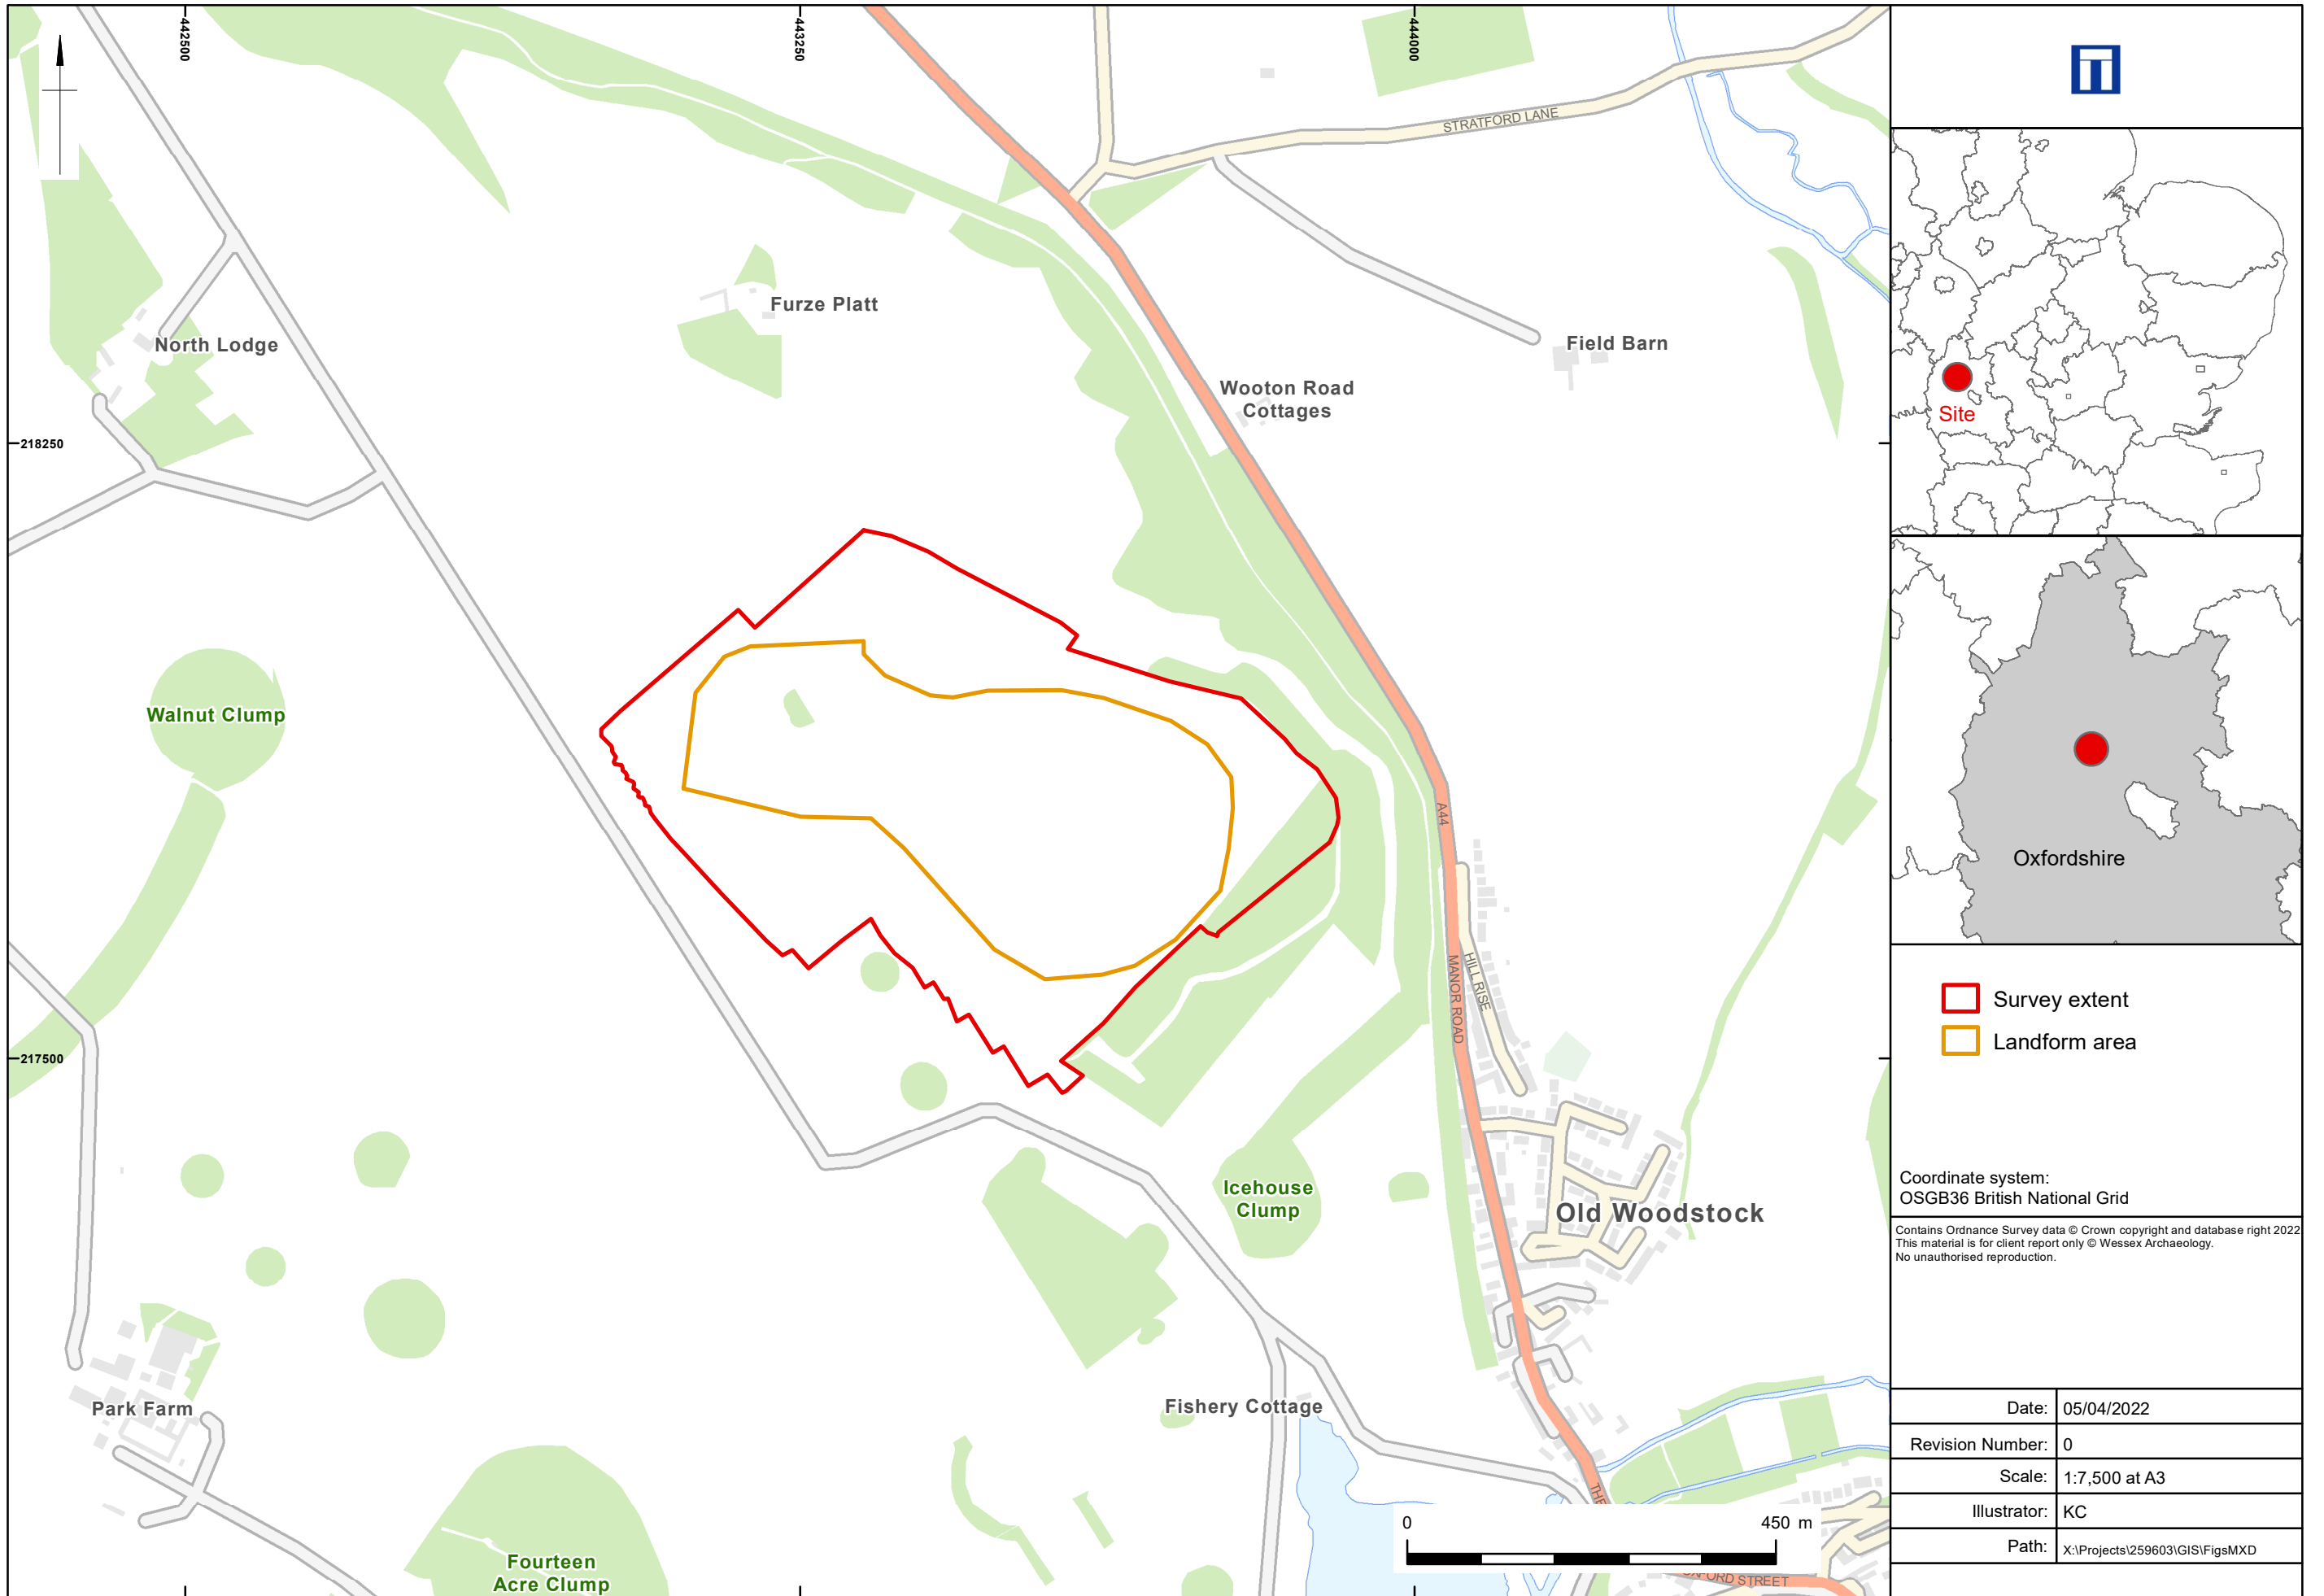 442500
443250
444000
STRATFORD LANE
Furze Platt
North Lodge
Field Barn
Wooton Road
Cottages
218250
Walnut Clump
A44
HILL RISE
MANOR ROAD
217500
Icehouse
Clump
Old Woodstock
Park Farm
Fishery Cottage
Fourteen
Acre Clump
THE
OXFORD STREET
0 450 m
Site
Oxfordshire
Survey extent
Landform area
Coordinate system:
OSGB36 British National Grid
Contains Ordnance Survey data © Crown copyright and database right 2022
This material is for client report only © Wessex Archaeology.
No unauthorised reproduction.
Date: 05/04/2022
Revision Number: 0
Scale: 1:7,500 at A3
Illustrator: KC
Path: X:\Projects\259603\GIS\FigsMXD